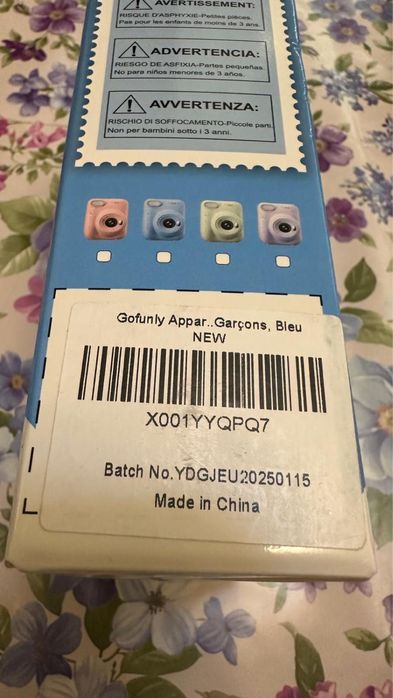 AVERTISSEMENT:
RISQUE D'ASPHYXIE-Petites pièces.
Pas pour les enfants de moins de 3 ans.
ADVERTENCIA:
RIESGO DE ASFIXIA-Partes pequeñas.
No para niños menores de 3 años.
AVVERTENZA:
RISCHIO DI SOFFOCAMENTO-Piccole parti.
Non per bambini sotto i 3 anni.
Gofunly Appar..Garçons, Bleu
NEW
X001YYQPQ7
Batch No.YDGJEU20250115
Made in China